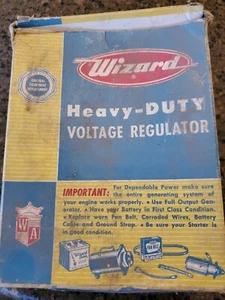 Wizard
Heavy-DUTY
VOLTAGE REGULATOR
IMPORTANT: For Dependable Power make sure
the entire generating system of
your engine works properly. • Use Full Output Gen-
erator. • Have your Battery in First Class Condition.
• Replace worn Fan Belt, Corroded Wires, Battery
Cable and Ground Strap. • Be sure your Starter is
in good condition.
WA